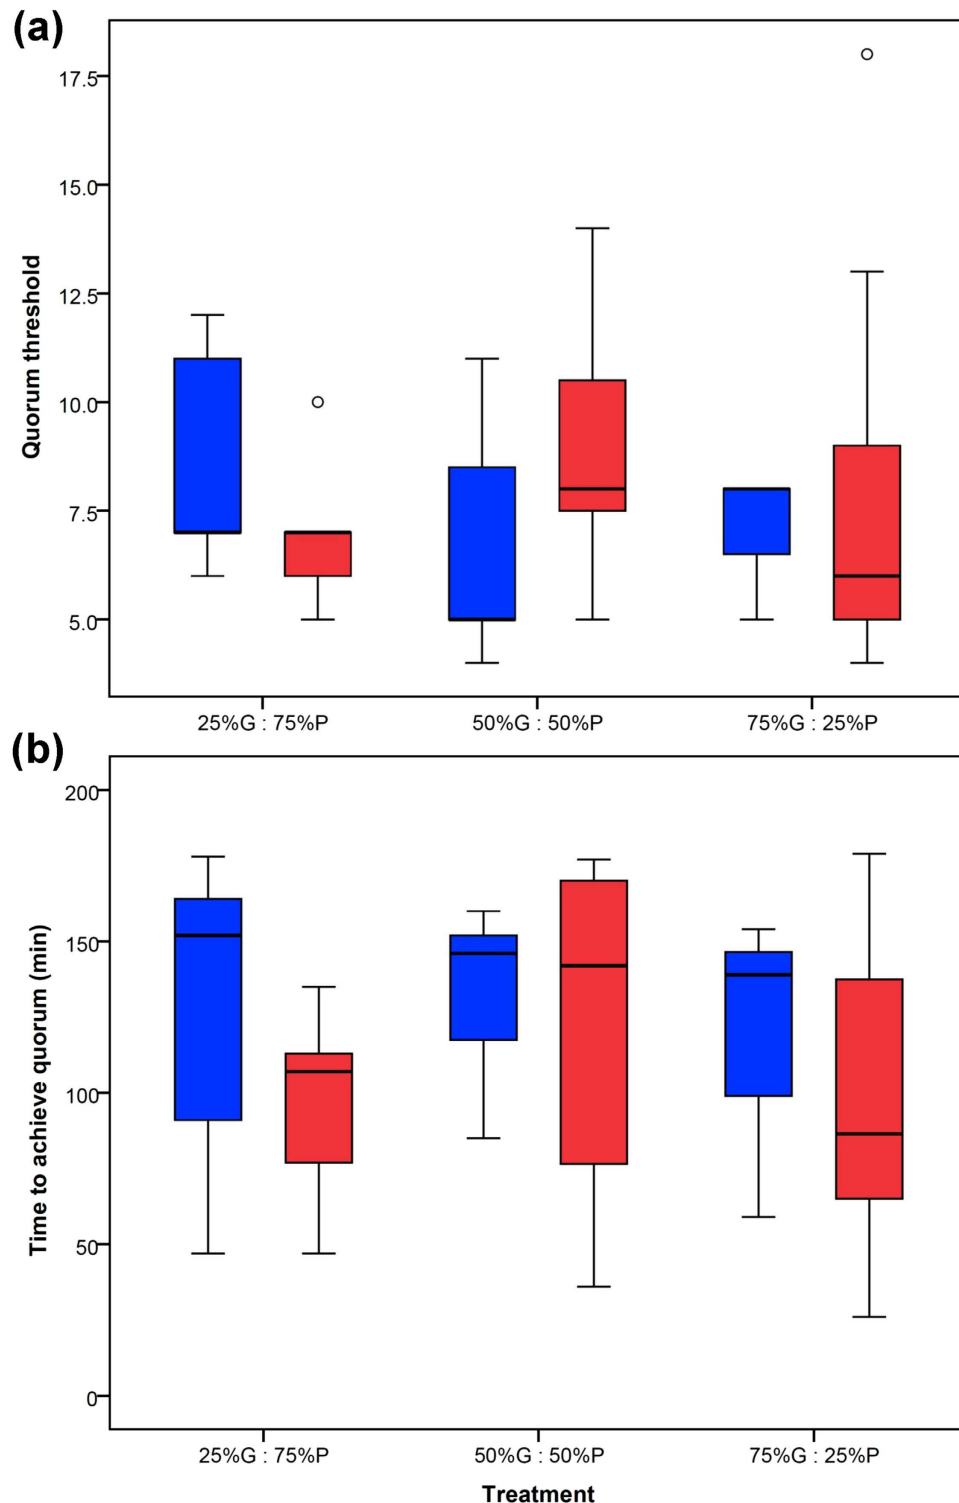 (a)
Quorum threshold
17.5
15.0
12.5
10.0
7.5
5.0
25%G : 75%P 50%G : 50%P 75%G : 25%P
(b)
Time to achieve quorum (min)
200
150
100
50
0
25%G : 75%P 50%G : 50%P 75%G : 25%P
Treatment